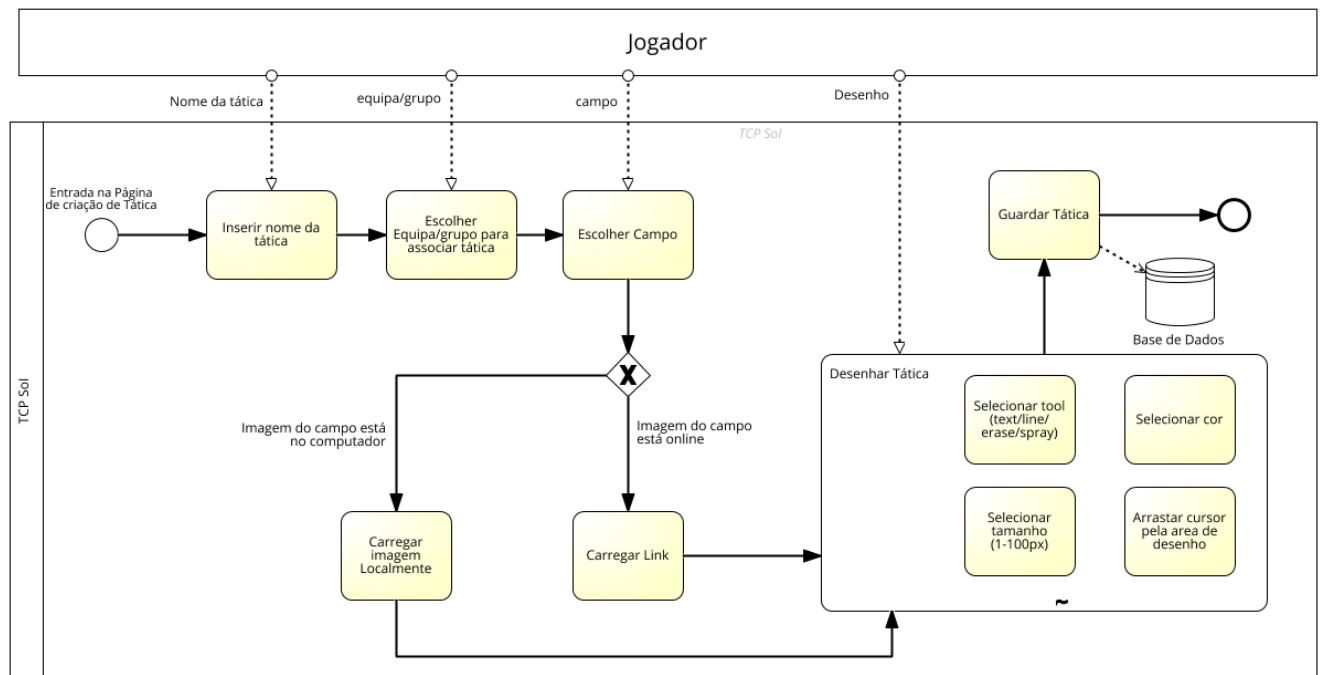 Jogador
Nome da tática
equipa/grupo
campo
Desenho
TCP Sol
TCP Sol
Entrada na Página
de criação de Tática
Inserir nome da
tática
Escolher
Equipa/grupo para
associar tática
Escolher Campo
Guardar Tática
Base de Dados
X
Imagem do campo está
no computador
Imagem do campo
está online
Carregar
imagem
Localmente
Carregar Link
Desenhar Tática
Selecionar tool
(text/line/
erase/spray)
Selecionar cor
Selecionar
tamanho
(1-100px)
Arrastar cursor
pela area de
desenho
~